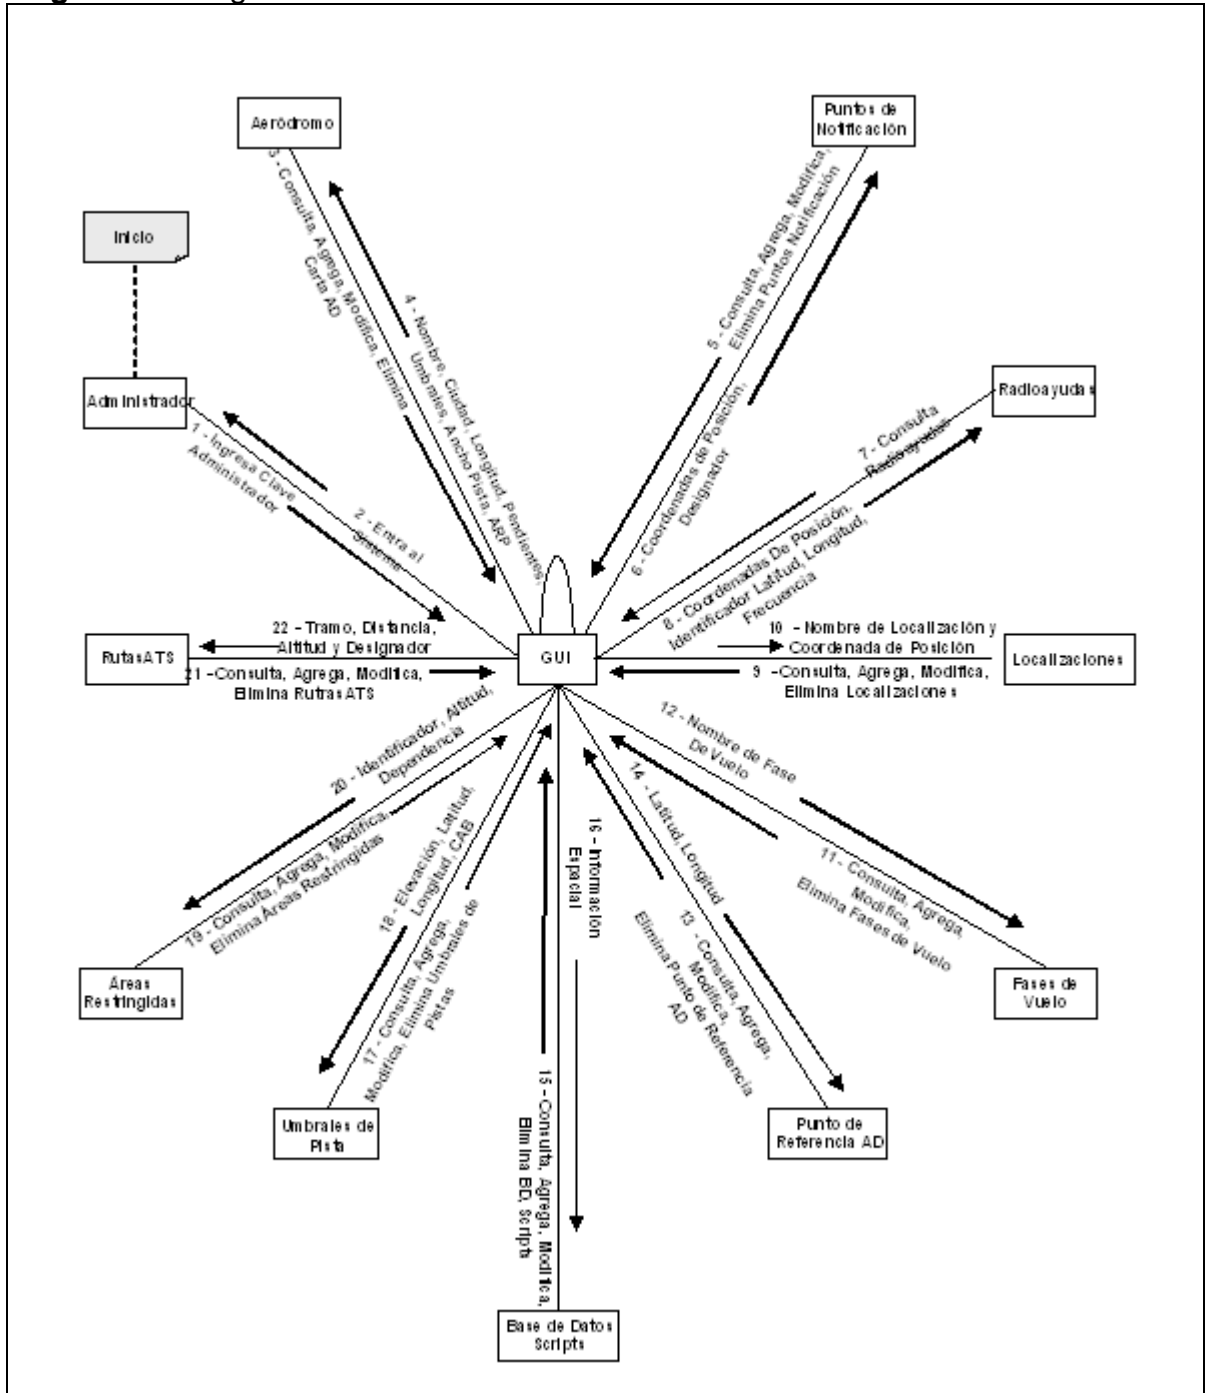 Aeródromo
Puntos de
Notificación
Inicio
Administrador
Radioayudas
1 - Ingresa Clave
Administrador
2 - Entra al
Sistema
3 - Consulta, Agrega, Modifica, Elimina
Carta AD
4 - Nombre, Ciudad, Longitud, Pendientes,
Umbrales, Ancho Pista, ARP
5 - Consulta, Agrega, Modifica,
Elimina Puntos Notificación
6 - Coordenadas de Posición,
Designador
7 - Consulta
Radioayudas
8 - Coordenadas De Posición,
Identificador Latitud, Longitud,
Frecuencia
RutasATS
22 - Tramo, Distancia,
Altitud y Designador
21 -Consulta, Agrega, Modifica,
Elimina RutrasATS
GUI
10 - Nombre de Localización y
Coordenada de Posición
9 -Consulta, Agrega, Modifica,
Elimina Localizaciones
Localizaciones
20 - Identificador, Altitud,
Dependencia
19 - Consulta, Agrega, Modifica,
Elimina Áreas Restringidas
18 - Elevación, Latitud,
Longitud, CAB
17 - Consulta, Agrega,
Modifica, Elimina Umbrales de
Pistas
16 - Información
Espacial
15 - Consulta, Agrega, Modifica,
Elimina BD, Scripts
14 - Latitud, Longitud
13 - Consulta, Agrega,
Modifica,
Elimina Punto de Referencia
AD
12 - Nombre de Fase
De Vuelo
11 - Consulta, Agrega,
Modifica,
Elimina Fases de Vuelo
Areas
Restringidas
Fases de
Vuelo
Umbrales de
Pista
Punto de
Referencia AD
Base de Datos
Scripts